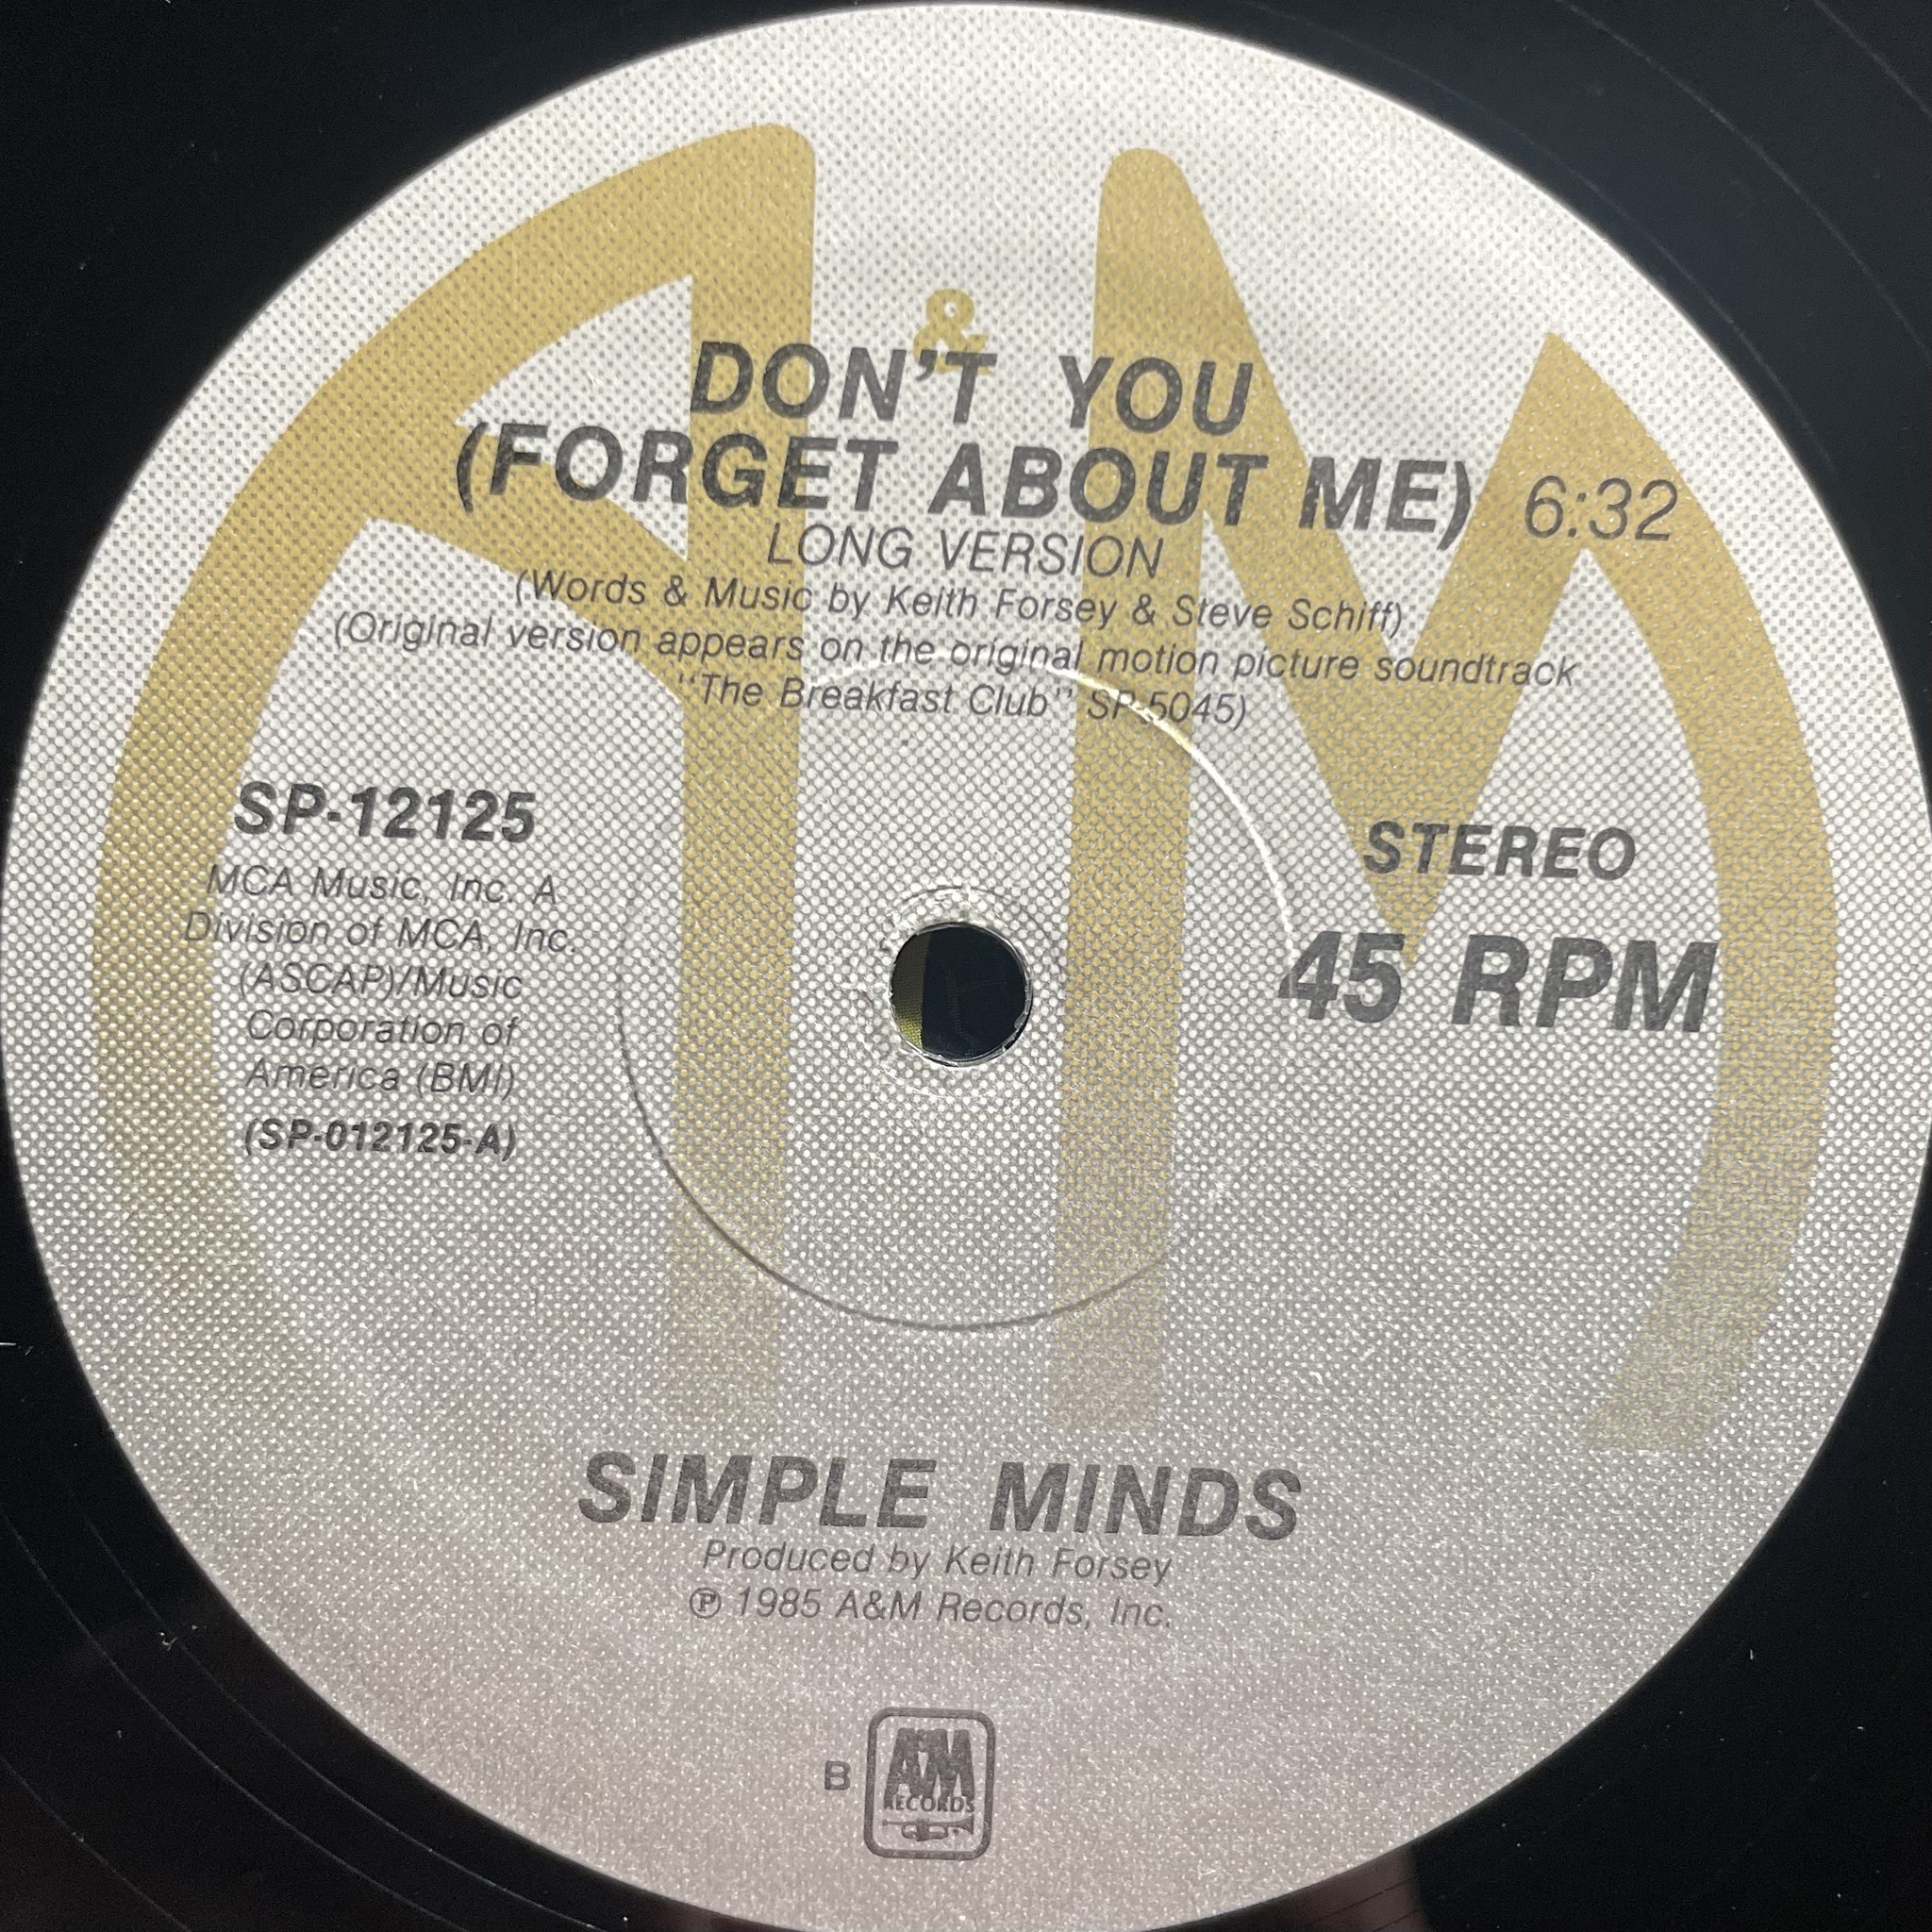 A & M
DON'T YOU
(FORGET ABOUT ME) 6:32
LONG VERSION
(Words & Music by Keith Forsey & Steve Schiff)
(Original version appears on the original motion picture soundtrack
"The Breakfast Club" SP-5045)
SP-12125
MCA Music, Inc. A
Division of MCA, Inc.
(ASCAP)/Music
Corporation of
America (BMI)
(SP-012125-A)
STEREO
45 RPM
SIMPLE MINDS
Produced by Keith Forsey
℗ 1985 A&M Records, Inc.
B
A&M
RECORDS